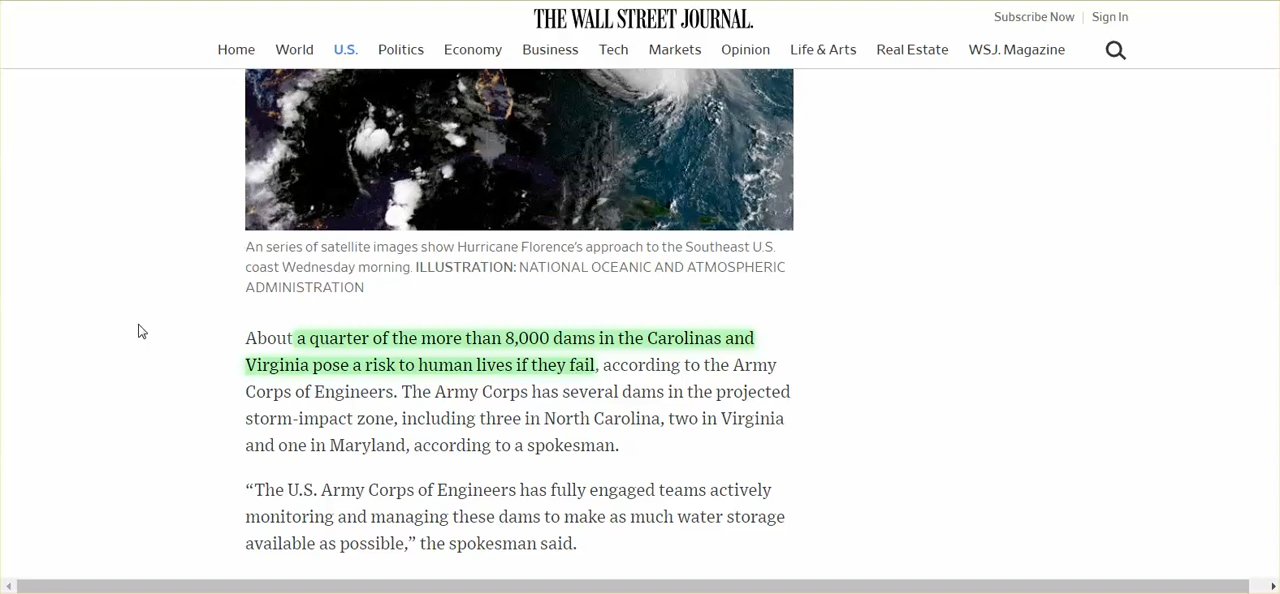 THE WALL STREET JOURNAL.
Subscribe Now | Sign In
Home World U.S. Politics Economy Business Tech Markets Opinion Life & Arts Real Estate WSJ. Magazine
An series of satellite images show Hurricane Florence's approach to the Southeast U.S.
coast Wednesday morning. ILLUSTRATION: NATIONAL OCEANIC AND ATMOSPHERIC
ADMINISTRATION
About a quarter of the more than 8,000 dams in the Carolinas and
Virginia pose a risk to human lives if they fail, according to the Army
Corps of Engineers. The Army Corps has several dams in the projected
storm-impact zone, including three in North Carolina, two in Virginia
and one in Maryland, according to a spokesman.
“The U.S. Army Corps of Engineers has fully engaged teams actively
monitoring and managing these dams to make as much water storage
available as possible,” the spokesman said.